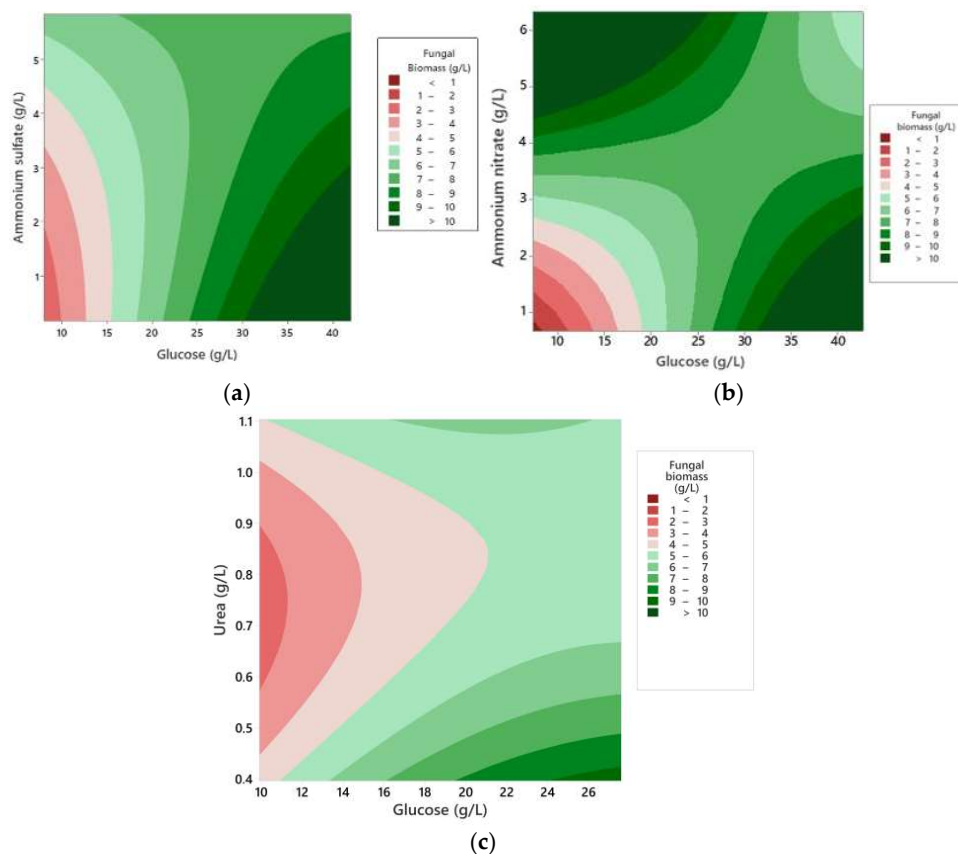 Ammonium sulfate (g/L)
5
4
3
2
1
10 15 20 25 30 35 40
Glucose (g/L)
Fungal
Biomass (g/L)
< 1
1 – 2
2 – 3
3 – 4
4 – 5
5 – 6
6 – 7
7 – 8
8 – 9
9 – 10
> 10
(a)
Ammonium nitrate (g/L)
6
5
4
3
2
1
10 15 20 25 30 35 40
Glucose (g/L)
Fungal
biomass (g/L)
< 1
1 – 2
2 – 3
3 – 4
4 – 5
5 – 6
6 – 7
7 – 8
8 – 9
9 – 10
> 10
(b)
Urea (g/L)
1.1
1.0
0.9
0.8
0.7
0.6
0.5
0.4
10 12 14 16 18 20 22 24 26
Glucose (g/L)
Fungal
biomass
(g/L)
< 1
1 – 2
2 – 3
3 – 4
4 – 5
5 – 6
6 – 7
7 – 8
8 – 9
9 – 10
> 10
(c)